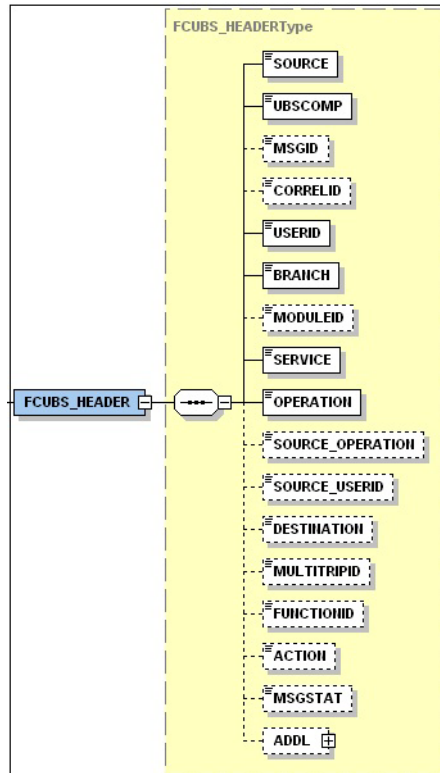 FCUBS_HEADERType
SOURCE
UBSCOMP
MSGID
CORRELID
USERID
BRANCH
MODULEID
SERVICE
FCUBS_HEADER
OPERATION
SOURCE_OPERATION
SOURCE_USERID
DESTINATION
MULTITRIPID
FUNCTIONID
ACTION
MSGSTAT
ADDL